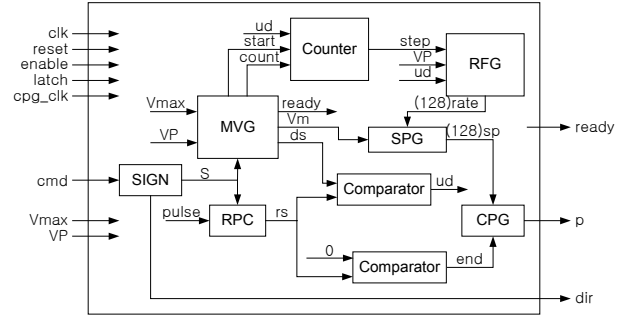 clk
reset
enable
latch
cpg_clk
ud
start
count
Counter
step
VP
ud
RFG
Vmax
VP
MVG
ready
Vm
ds
(128)rate
SPG
(128)sp
ready
cmd
SIGN
S
Comparator
ud
Vmax
VP
pulse
RPC
rs
CPG
p
0
Comparator
end
dir